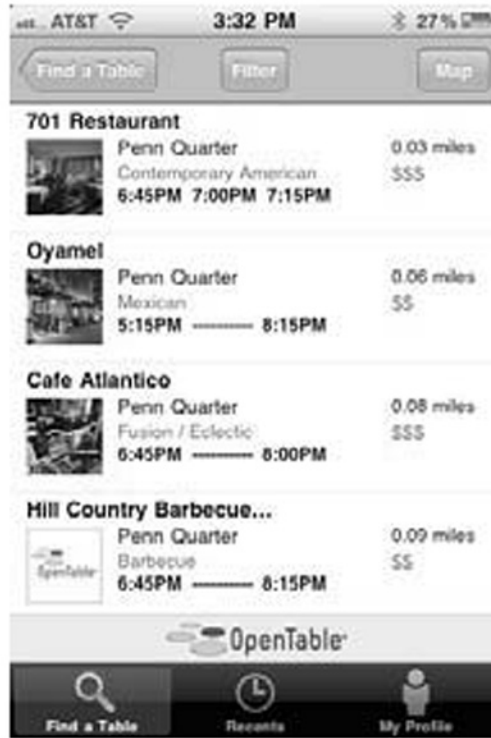 AT&T 3:32 PM 27%
Find a Table Filter Map
701 Restaurant
Penn Quarter 0.03 miles
Contemporary American $$$
6:45PM 7:00PM 7:15PM
Oyamel
Penn Quarter 0.06 miles
Mexican $$
5:15PM ---------- 8:15PM
Cafe Atlantico
Penn Quarter 0.08 miles
Fusion / Eclectic $$$
6:45PM ---------- 8:00PM
Hill Country Barbecue...
Penn Quarter 0.09 miles
OpenTable Barbecue $$
6:45PM ---------- 8:15PM
OpenTable
Find a Table Recents My Profile